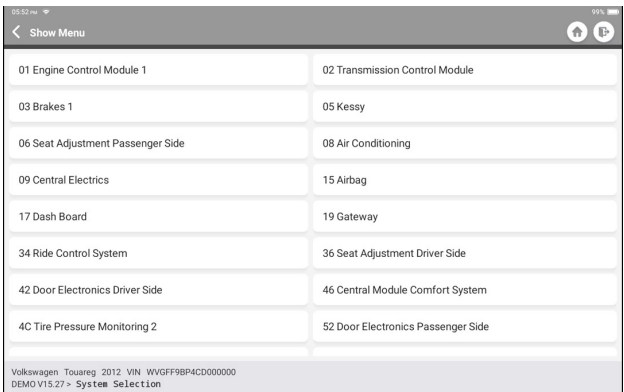 05:52 PM
99%
Show Menu
01 Engine Control Module 1
02 Transmission Control Module
03 Brakes 1
05 Kessy
06 Seat Adjustment Passenger Side
08 Air Conditioning
09 Central Electrics
15 Airbag
17 Dash Board
19 Gateway
34 Ride Control System
36 Seat Adjustment Driver Side
42 Door Electronics Driver Side
46 Central Module Comfort System
4C Tire Pressure Monitoring 2
52 Door Electronics Passenger Side
Volkswagen Touareg 2012 VIN WVGFF9BP4CD000000
DEMO V15.27 > System Selection